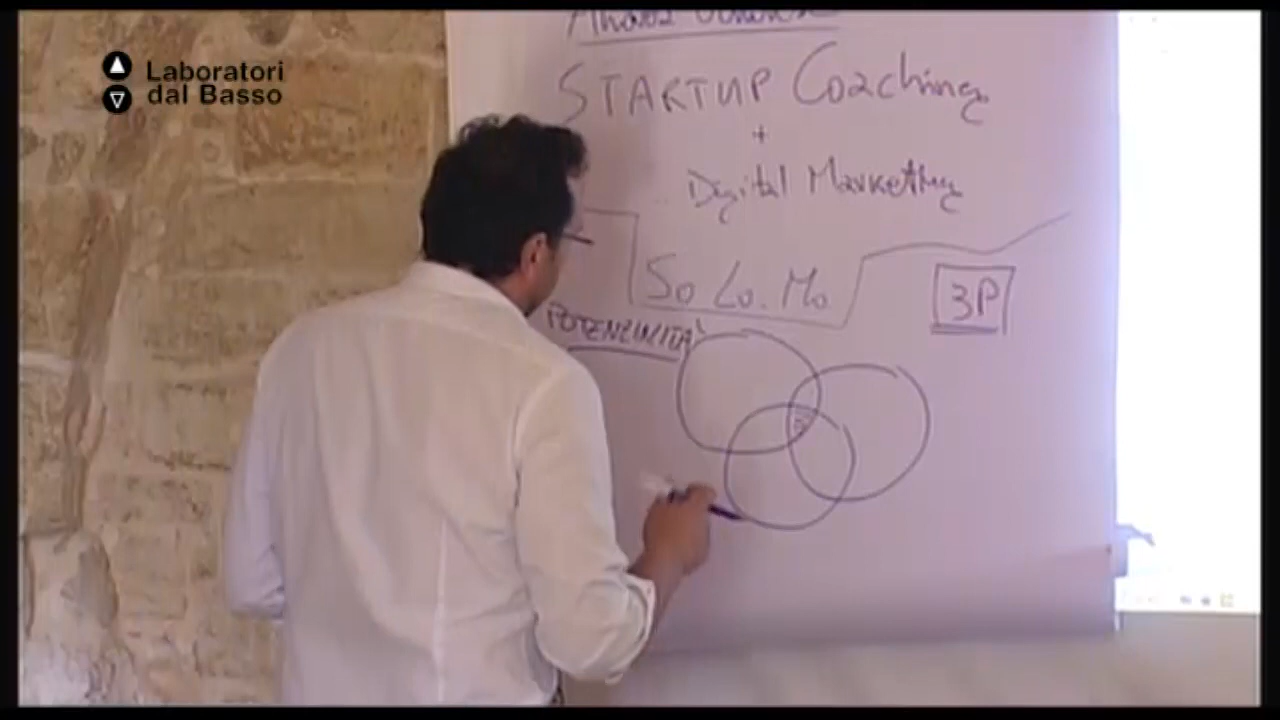 Laboratori
dal Basso
STARTUP Coaching
+
Digital Marketing
So Lo. Mo
3P
POTENZIALITÀ